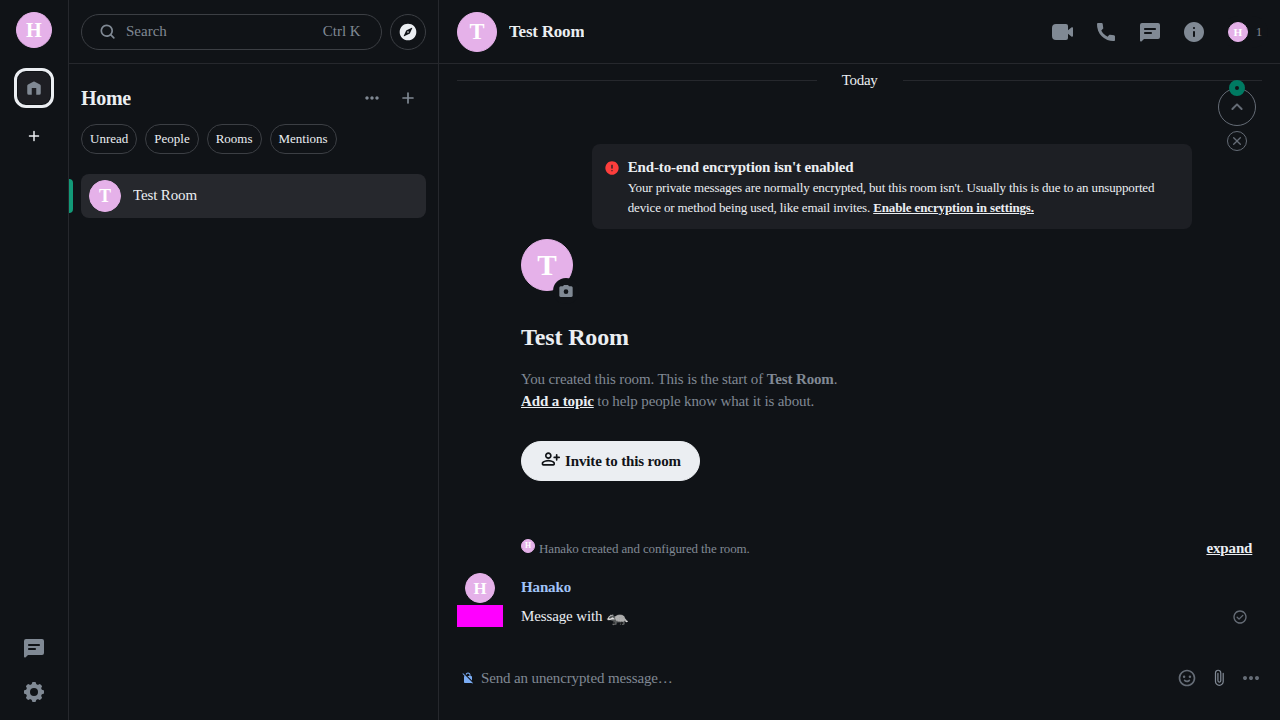 H
Search
Ctrl K
Home
Unread
People
Rooms
Mentions
T
Test Room
T
Test Room
H
1
Today
End-to-end encryption isn't enabled
Your private messages are normally encrypted, but this room isn't. Usually this is due to an unsupported
device or method being used, like email invites. Enable encryption in settings.
T
Test Room
You created this room. This is the start of Test Room.
Add a topic to help people know what it is about.
Invite to this room
H
Hanako created and configured the room.
expand
H
Hanako
Message with 🦡
Send an unencrypted message…